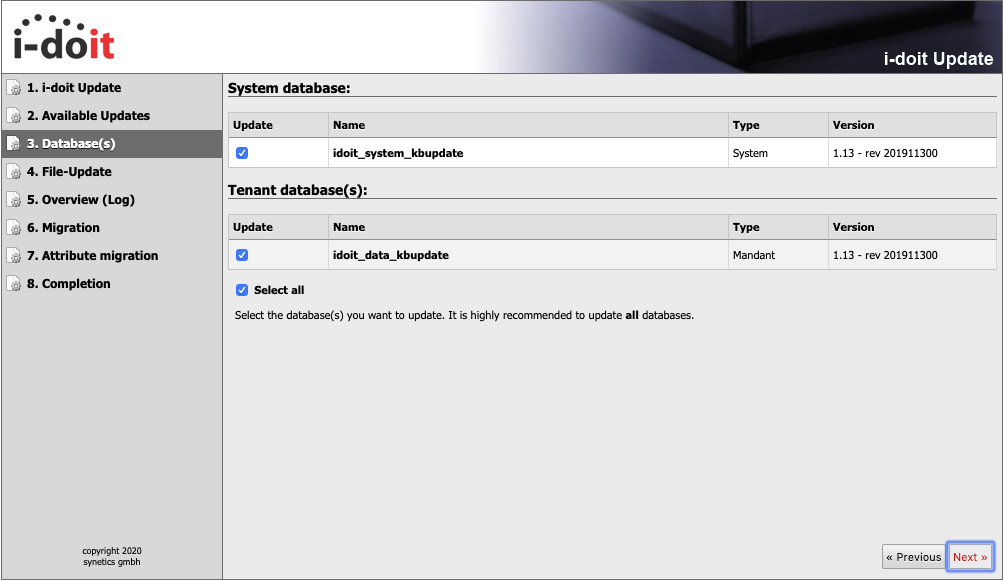 i-doit
i-doit Update
1. i-doit Update
2. Available Updates
3. Database(s)
4. File-Update
5. Overview (Log)
6. Migration
7. Attribute migration
8. Completion
copyright 2020
synetics gmbh
System database:
Update Name Type Version
idoit_system_kbupdate System 1.13 - rev 201911300
Tenant database(s):
Update Name Type Version
idoit_data_kbupdate Mandant 1.13 - rev 201911300
Select all
Select the database(s) you want to update. It is highly recommended to update all databases.
« Previous Next »